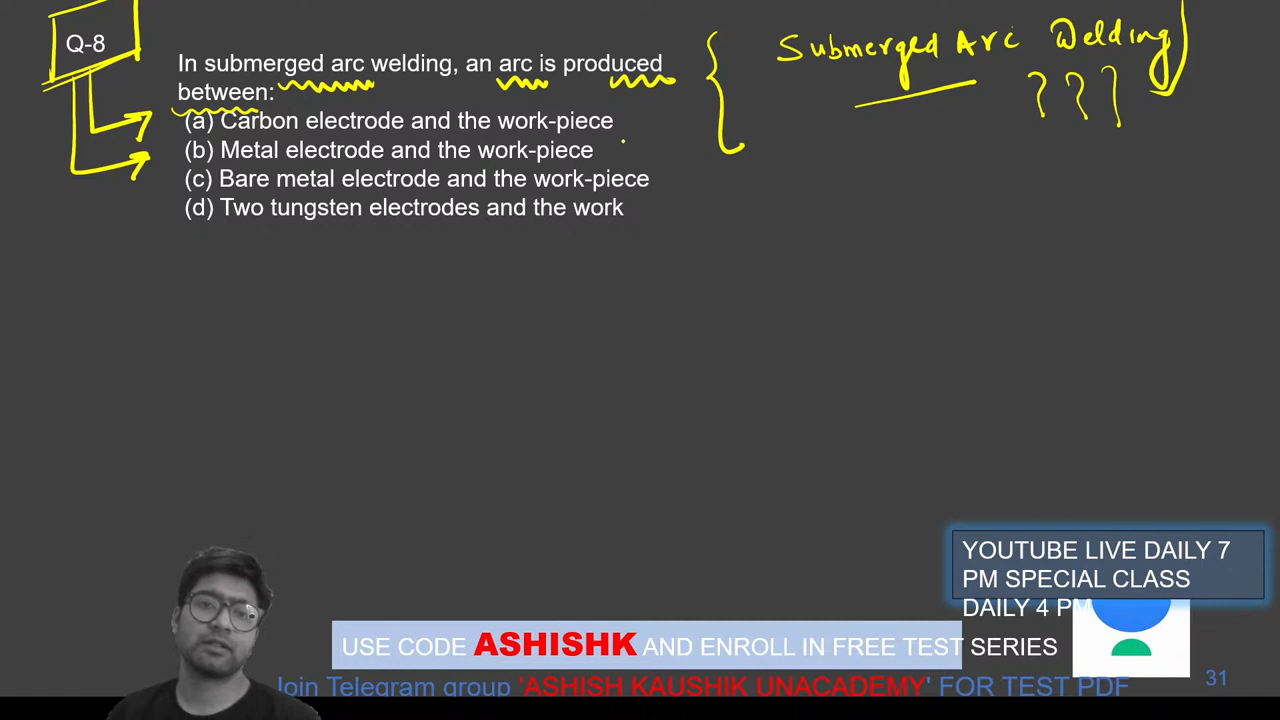 Q-8
In submerged arc welding, an arc is produced
between:
(a) Carbon electrode and the work-piece
(b) Metal electrode and the work-piece
(c) Bare metal electrode and the work-piece
(d) Two tungsten electrodes and the work
Submerged Arc Welding
???
YOUTUBE LIVE DAILY 7
PM SPECIAL CLASS
DAILY 4 PM
USE CODE ASHISHK AND ENROLL IN FREE TEST SERIES
Join Telegram group 'ASHISH KAUSHIK UNACADEMY' FOR TEST PDF
31